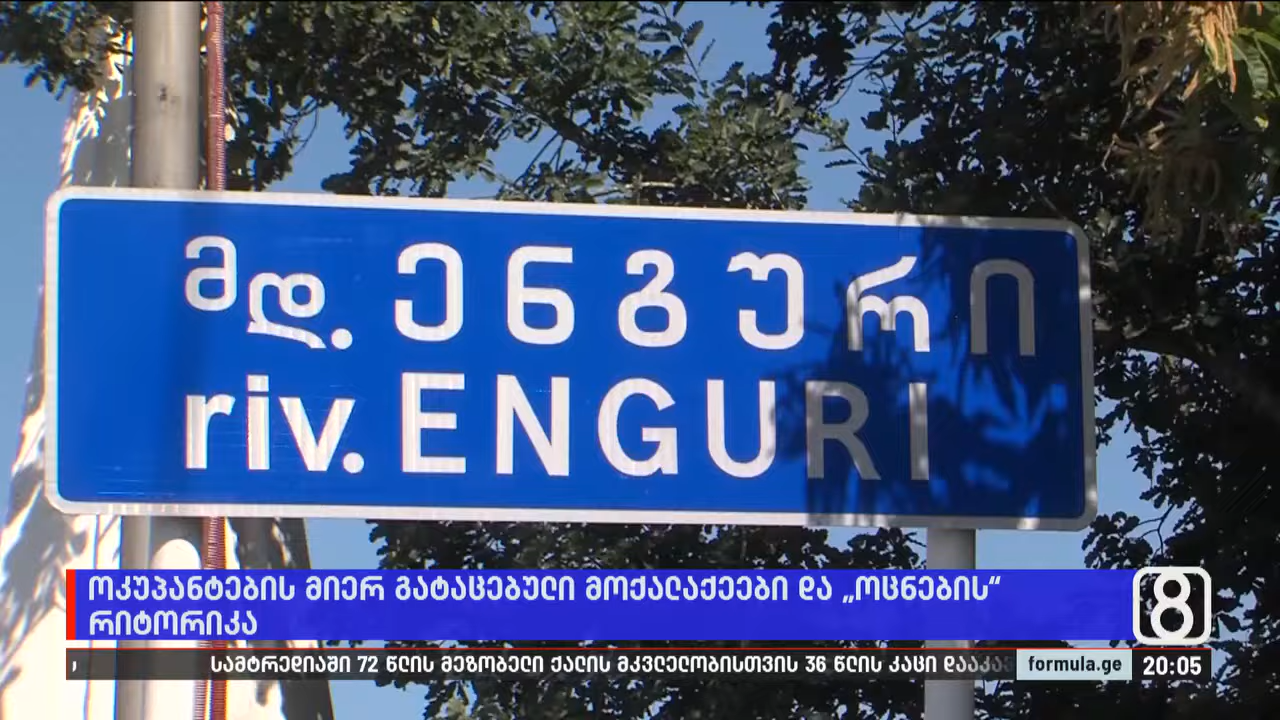 მდ. ენგური
riv. ENGURI
ოკუპანტების მიერ გატაცებული მოქალაქეები და „ოცნების“
რიტორიკა
8
სამტრედიაში 72 წლის მეზობელი ქალის მკვლელობისთვის 36 წლის კაცი
formula.ge
20:05